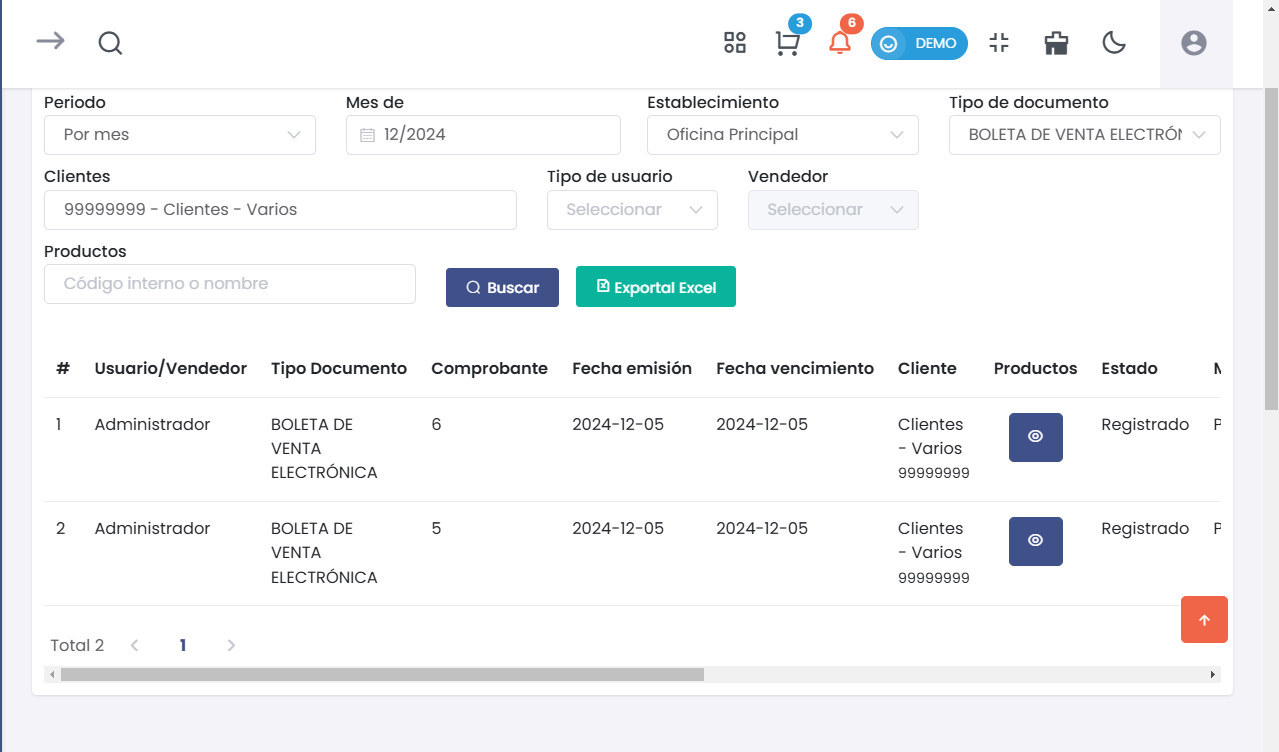 3
6
DEMO
Periodo
Mes de
Establecimiento
Tipo de documento
Por mes
12/2024
Oficina Principal
BOLETA DE VENTA ELECTRÓN
Clientes
Tipo de usuario
Vendedor
99999999 - Clientes - Varios
Seleccionar
Seleccionar
Productos
Código interno o nombre
Buscar
Exportal Excel
# Usuario/Vendedor Tipo Documento Comprobante Fecha emisión Fecha vencimiento Cliente Productos Estado
1 Administrador BOLETA DE 6 2024-12-05 2024-12-05 Clientes Registrado P
VENTA - Varios
ELECTRÓNICA 99999999
2 Administrador BOLETA DE 5 2024-12-05 2024-12-05 Clientes Registrado P
VENTA - Varios
ELECTRÓNICA 99999999
Total 2 1